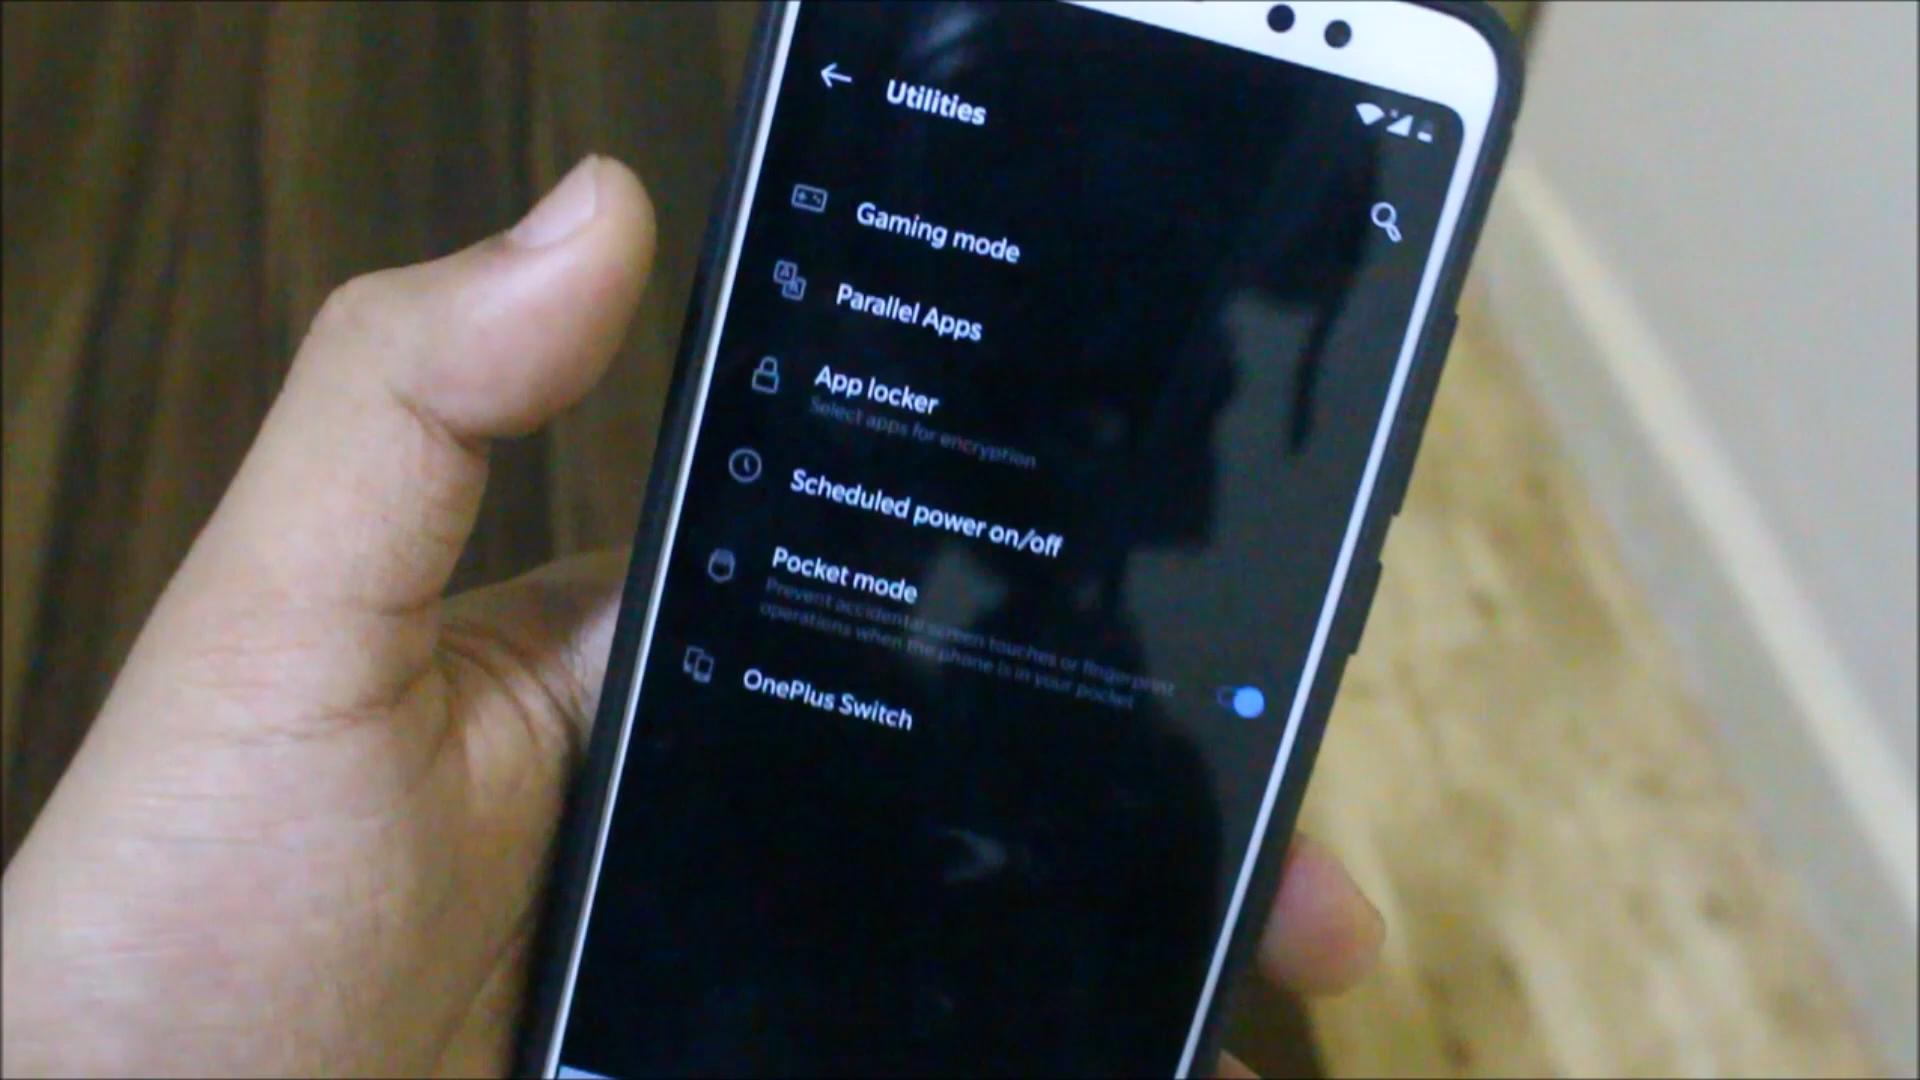 Utilities
Gaming mode
Parallel Apps
App locker
Select apps for encryption
Scheduled power on/off
Pocket mode
Prevent accidental screen touches or fingerprint
operations when the phone is in your pocket
OnePlus Switch